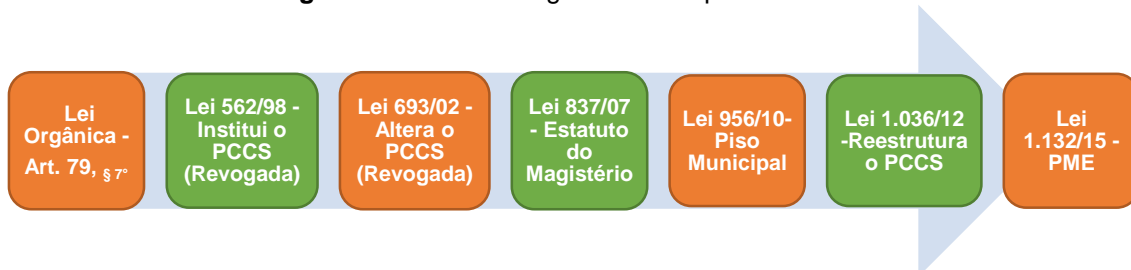 Lei
Orgânica -
Art. 79, § 7°
Lei 562/98 -
Institui o
PCCS
(Revogada)
Lei 693/02 -
Altera o
PCCS
(Revogada)
Lei 837/07
- Estatuto
do
Magistério
Lei 956/10-
Piso
Municipal
Lei 1.036/12
-Reestrutura
o PCCS
Lei
1.132/15 -
PME